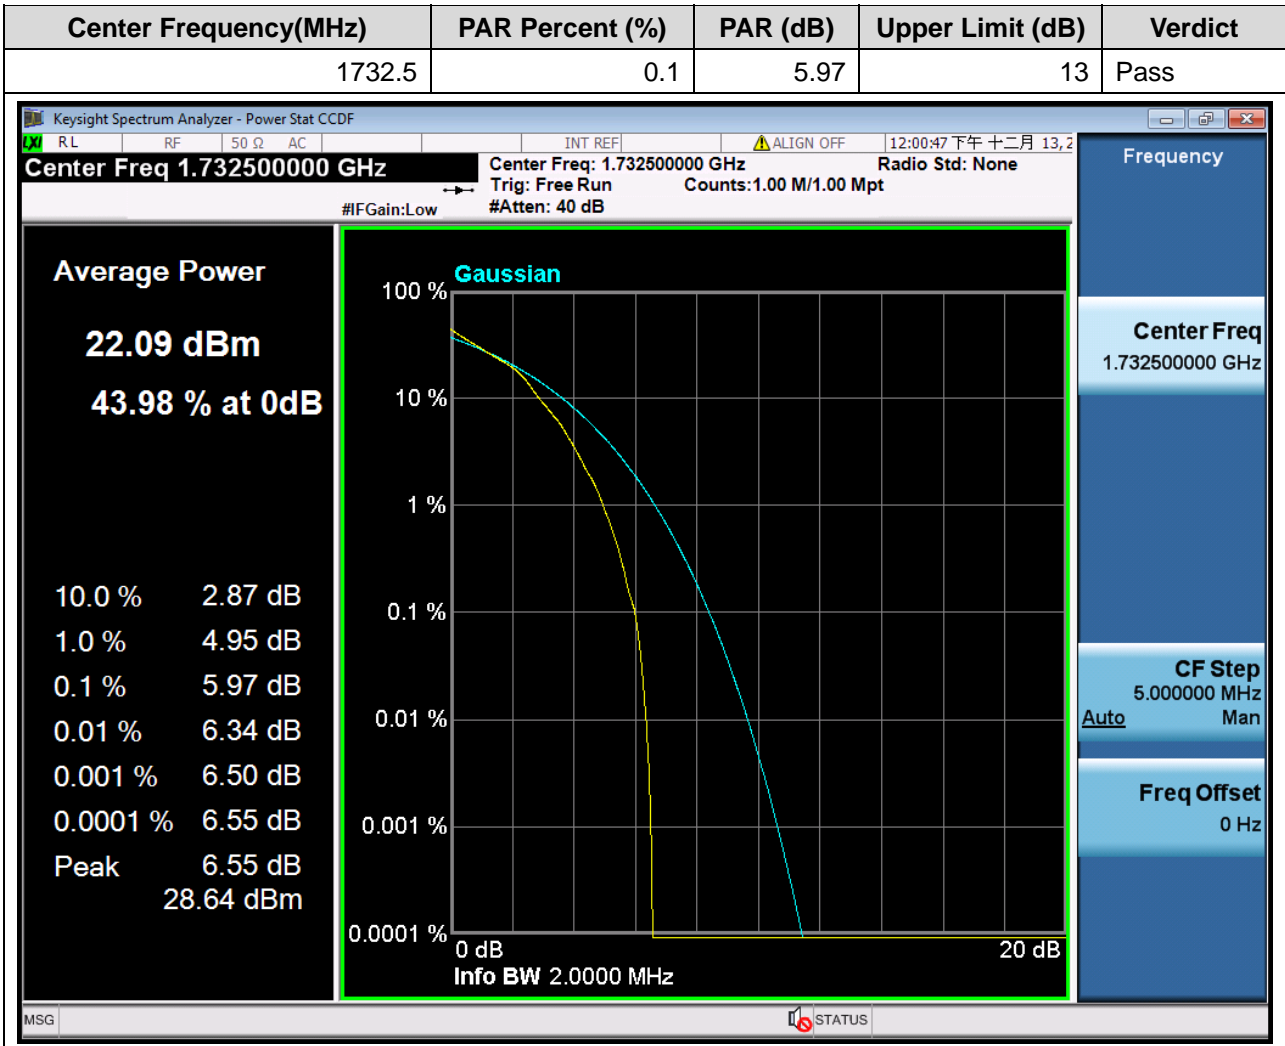 Center Frequency(MHz) PAR Percent (%) PAR (dB) Upper Limit (dB) Verdict
1732.5 0.1 5.97 13 Pass
Keysight Spectrum Analyzer - Power Stat CCDF
LXI RL RF 50 Ω AC INT REF ALIGN OFF 12:00:47 下午 十二月 13, 2
Center Freq 1.732500000 GHz
Center Freq: 1.732500000 GHz Radio Std: None
Trig: Free Run Counts:1.00 M/1.00 Mpt
#IFGain:Low #Atten: 40 dB
Average Power
22.09 dBm
43.98 % at 0dB
10.0 % 2.87 dB
1.0 % 4.95 dB
0.1 % 5.97 dB
0.01 % 6.34 dB
0.001 % 6.50 dB
0.0001 % 6.55 dB
Peak 6.55 dB
28.64 dBm
Gaussian
100 %
10 %
1 %
0.1 %
0.01 %
0.001 %
0.0001 %
0 dB 20 dB
Info BW 2.0000 MHz
Frequency
Center Freq
1.732500000 GHz
CF Step
5.000000 MHz
Auto Man
Freq Offset
0 Hz
MSG STATUS